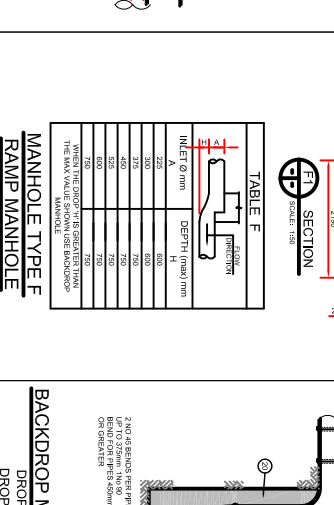 2150
F1
SECTION
SCALE: 1:50
TABLE F
FLOW
DIRECTION
A
H
INLET Ø mm
A
DEPTH (max) mm
H
225 600
300 600
375 750
450 750
525 750
600 750
750 750
WHEN THE DROP 'H' IS GREATER THAN
THE MAX VALUE SHOWN USE BACKDROP
MANHOLE
MANHOLE TYPE F
RAMP MANHOLE
20
2 NO 45 BENDS PER
UP TO 375mm 1No 90
BEND FOR PIPES 450mm
OR GREATER
BACKDROP
DROP
DROP